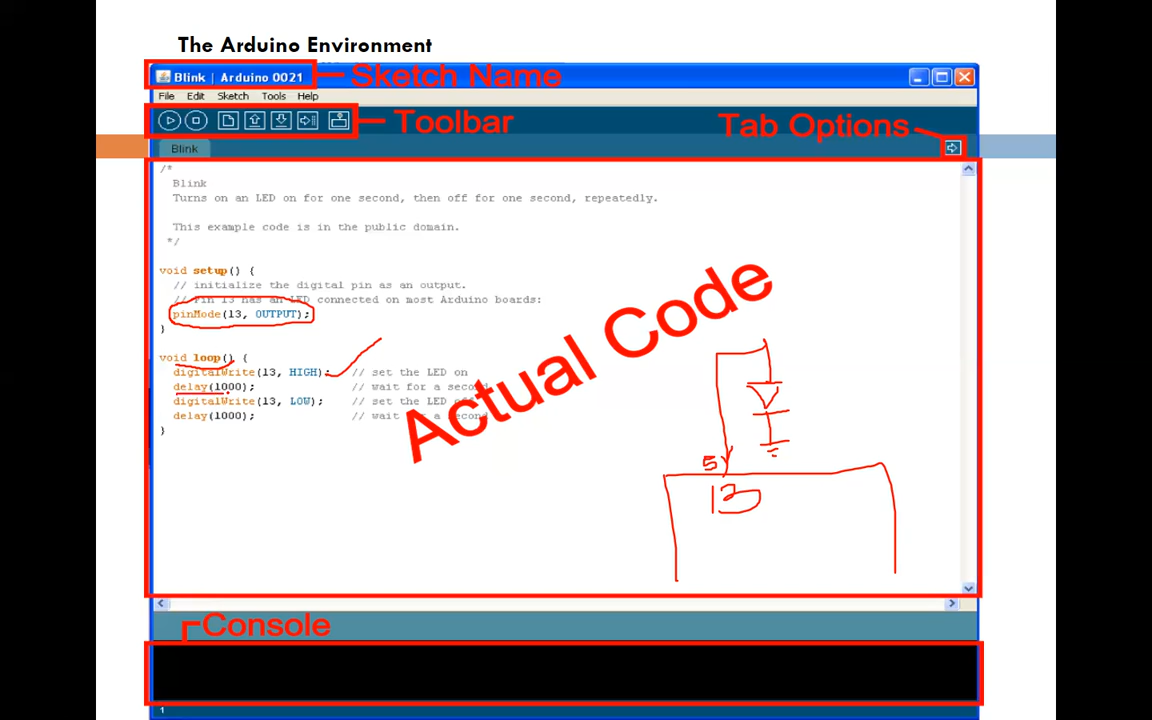 The Arduino Environment
Blink | Arduino 0021
Sketch Name
File Edit Sketch Tools Help
Toolbar
Tab Options
Blink
/*
Blink
Turns on an LED on for one second, then off for one second, repeatedly.
This example code is in the public domain.
*/
void setup() {
// initialize the digital pin as an output.
// Pin 13 has an LED connected on most Arduino boards:
pinMode(13, OUTPUT);
}
void loop() {
digitalWrite(13, HIGH); // set the LED on
delay(1000); // wait for a second
digitalWrite(13, LOW); // set the LED off
delay(1000); // wait for a second
}
Actual Code
5V
13
Console
1